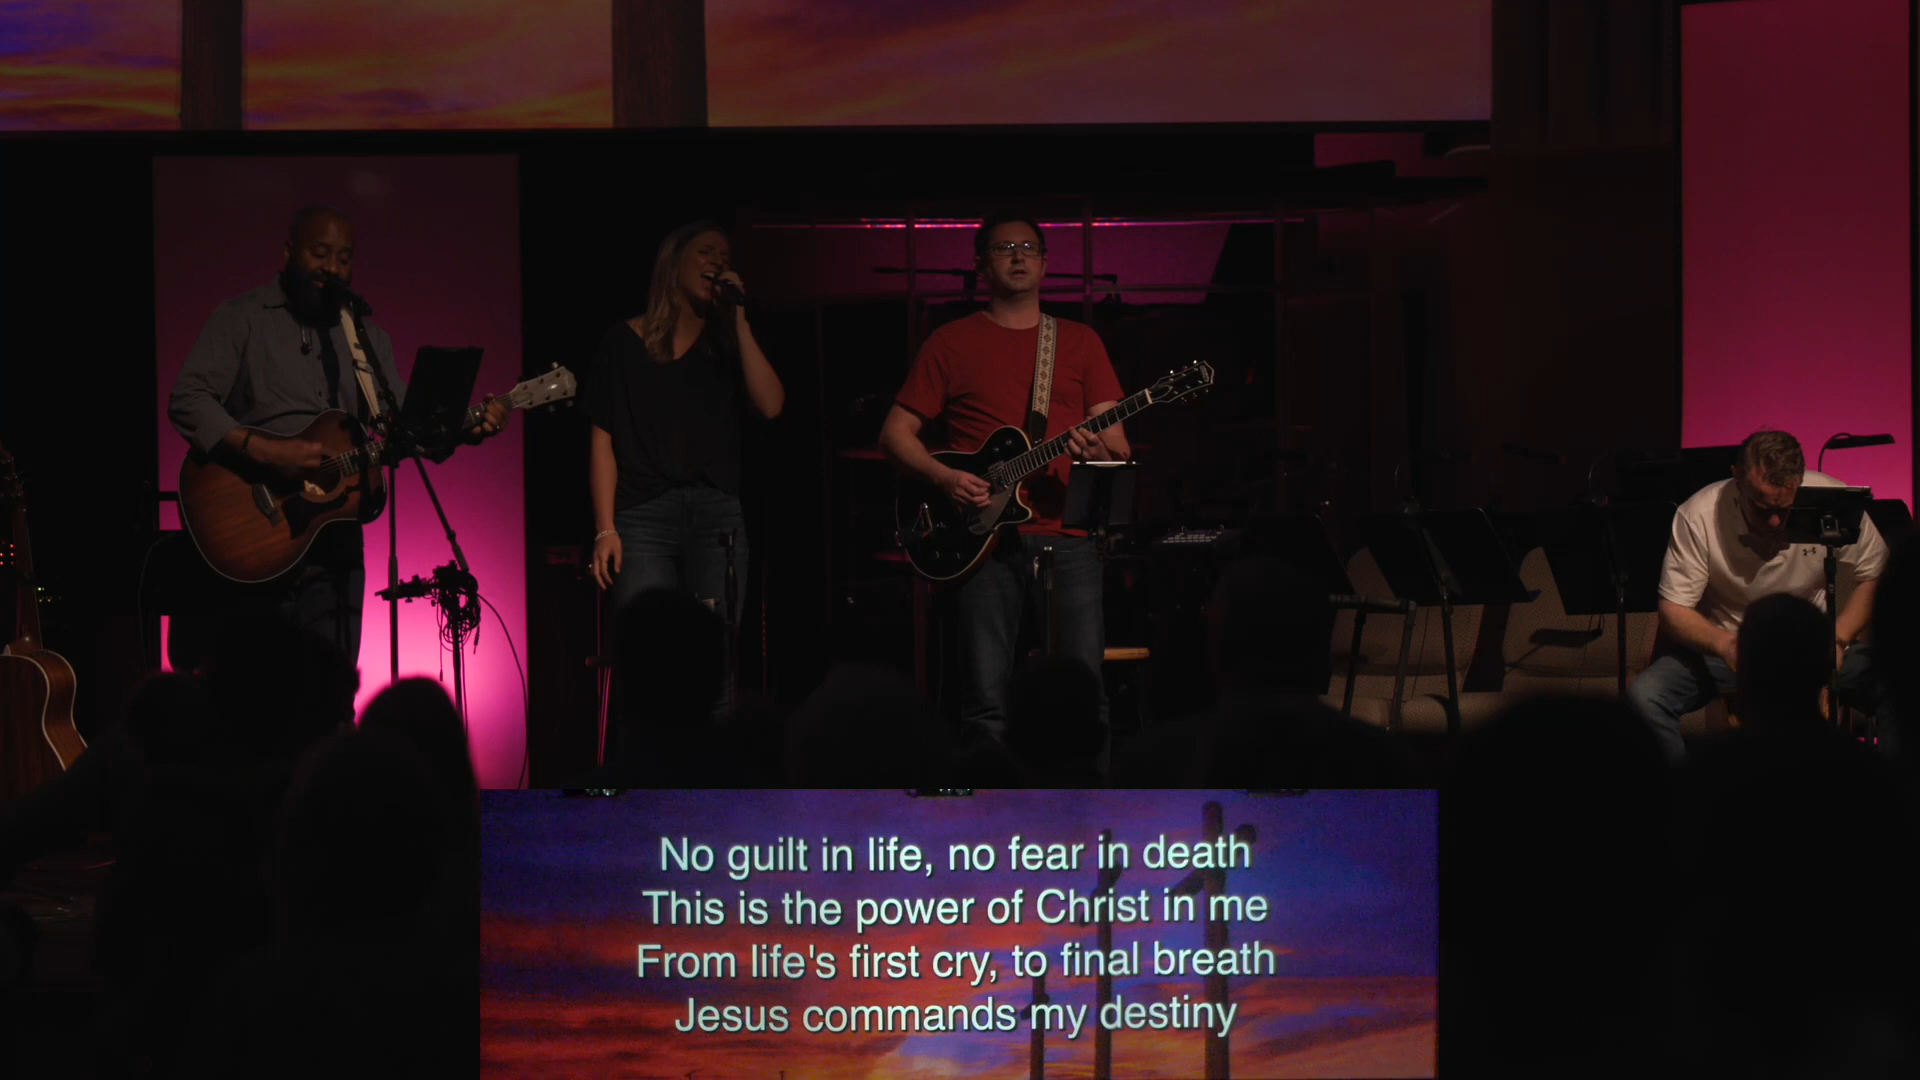 No guilt in life, no fear in death
This is the power of Christ in me
From life's first cry, to final breath
Jesus commands my destiny